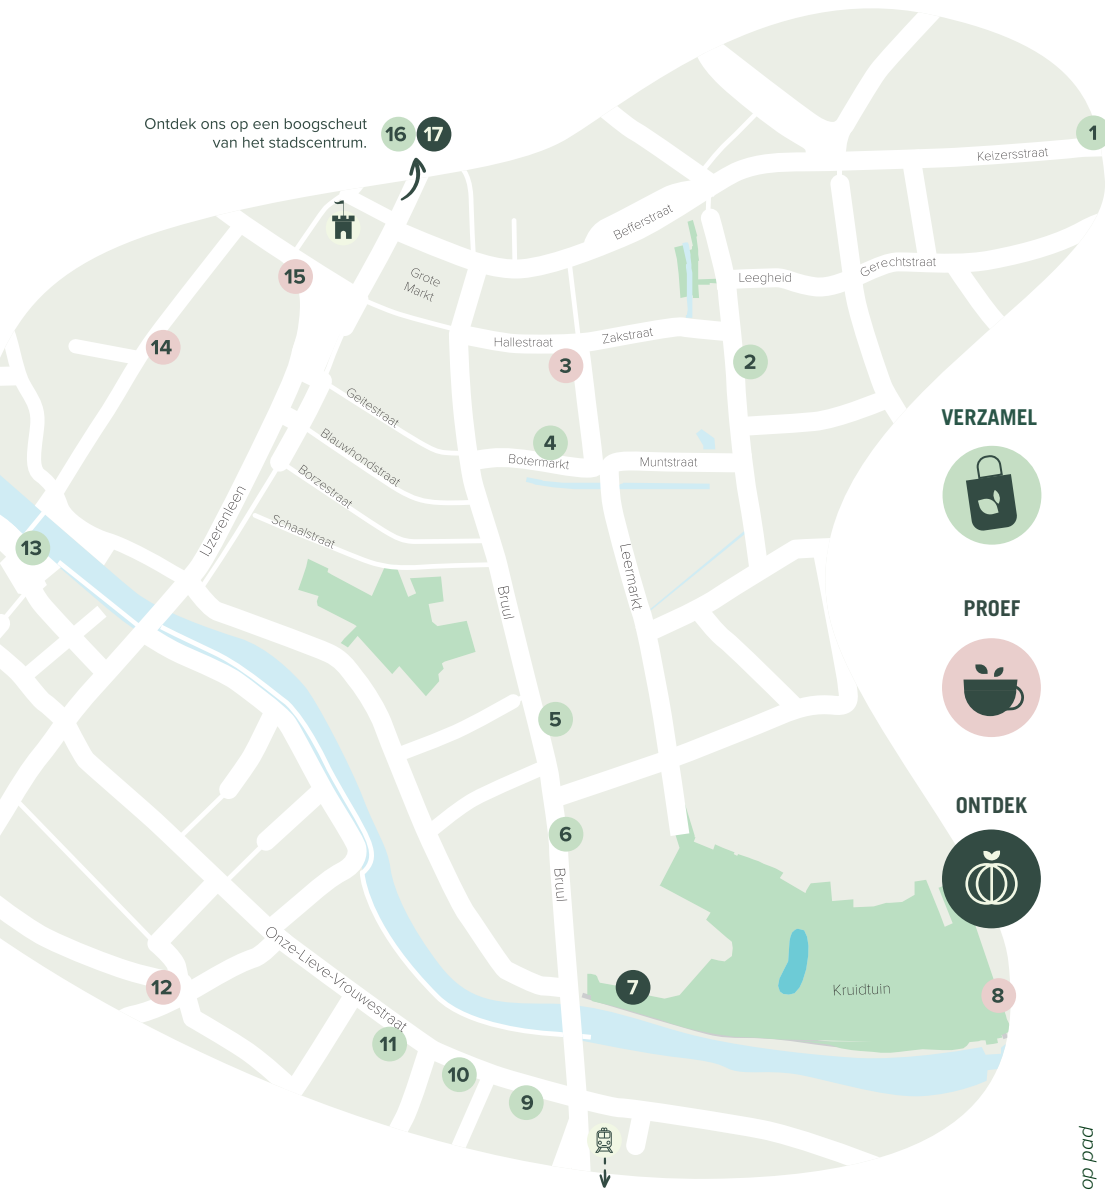 Ontdek ons op een boogscheut
van het stadscentrum.
16
17
1
Keizersstraat
Befferstraat
15
Grote
Markt
Leegheid
Gerechtstraat
14
Hallestraat
Zakstraat
3
2
Geitestraat
VERZAMEL
Blauwhondstraat
4
Botermarkt
Muntstraat
Borzestraat
IJzerenleen
Schaalstraat
13
Leermarkt
Bruul
PROEF
5
ONTDEK
6
Bruul
Onze-Lieve-Vrouwestraat
12
7
Kruidtuin
8
11
10
9
op pad